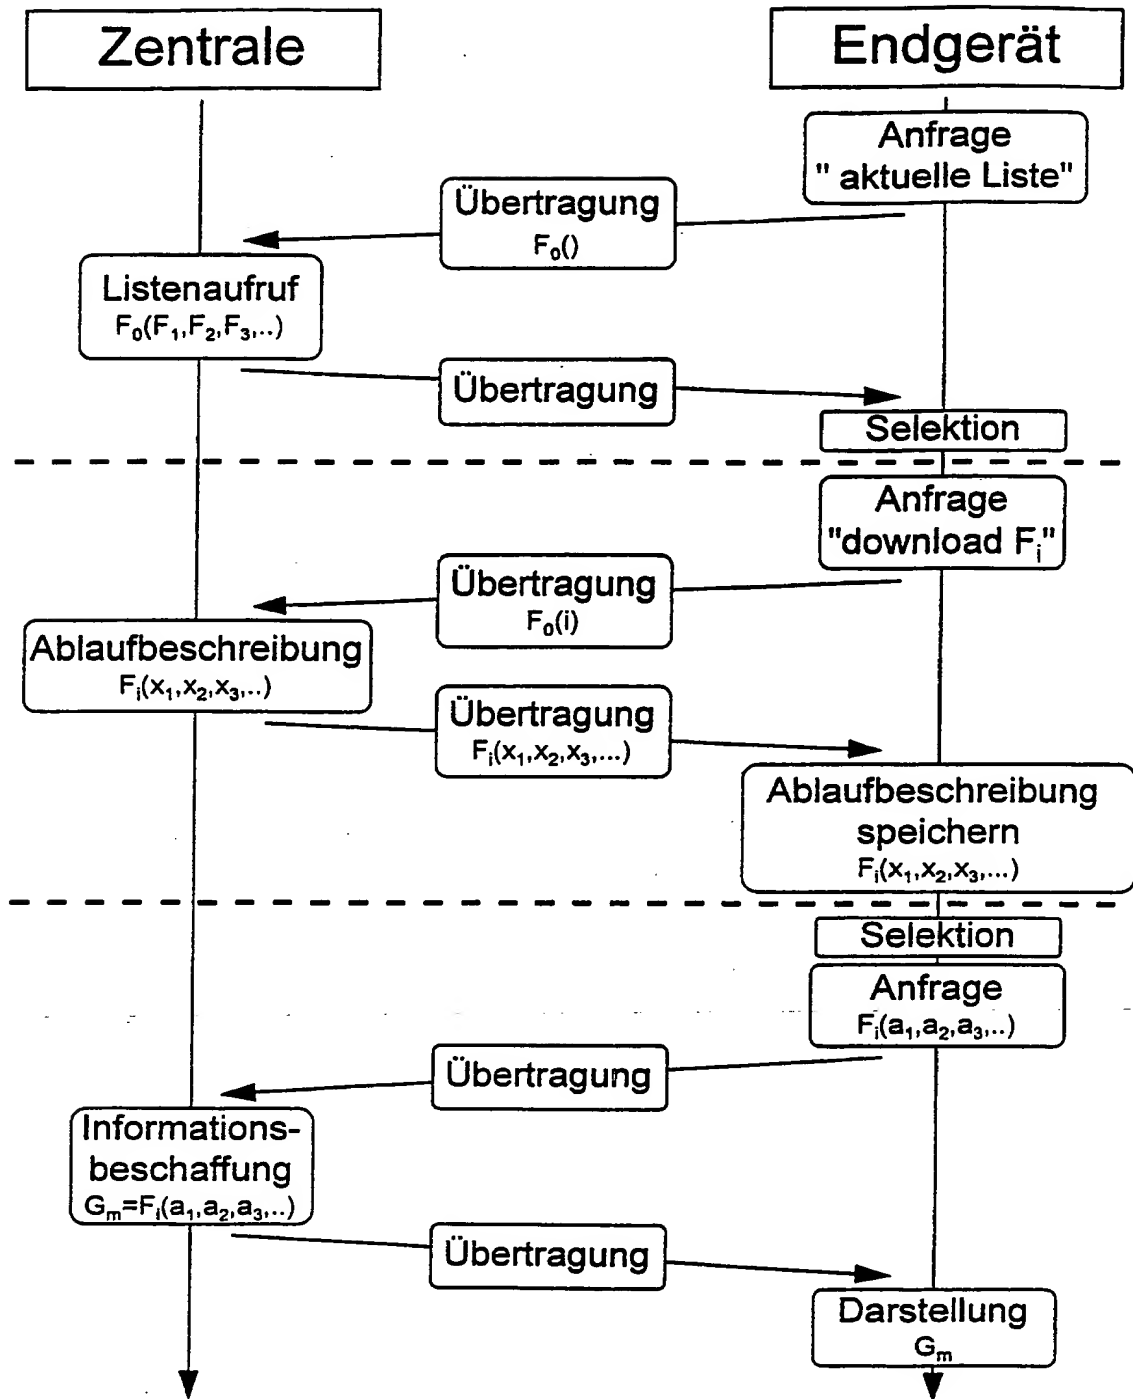 Zentrale
Endgerät
Anfrage
" aktuelle Liste"
Übertragung
F₀()
Listenaufruf
F₀(F₁,F₂,F₃,..)
Übertragung
Selektion
Anfrage
"download Fᵢ"
Übertragung
F₀(i)
Ablaufbeschreibung
Fᵢ(x₁,x₂,x₃,..)
Übertragung
Fᵢ(x₁,x₂,x₃,...)
Ablaufbeschreibung
speichern
Fᵢ(x₁,x₂,x₃,...)
Selektion
Anfrage
Fᵢ(a₁,a₂,a₃,..)
Übertragung
Informations-
beschaffung
Gₘ=Fᵢ(a₁,a₂,a₃,..)
Übertragung
Darstellung
Gₘ